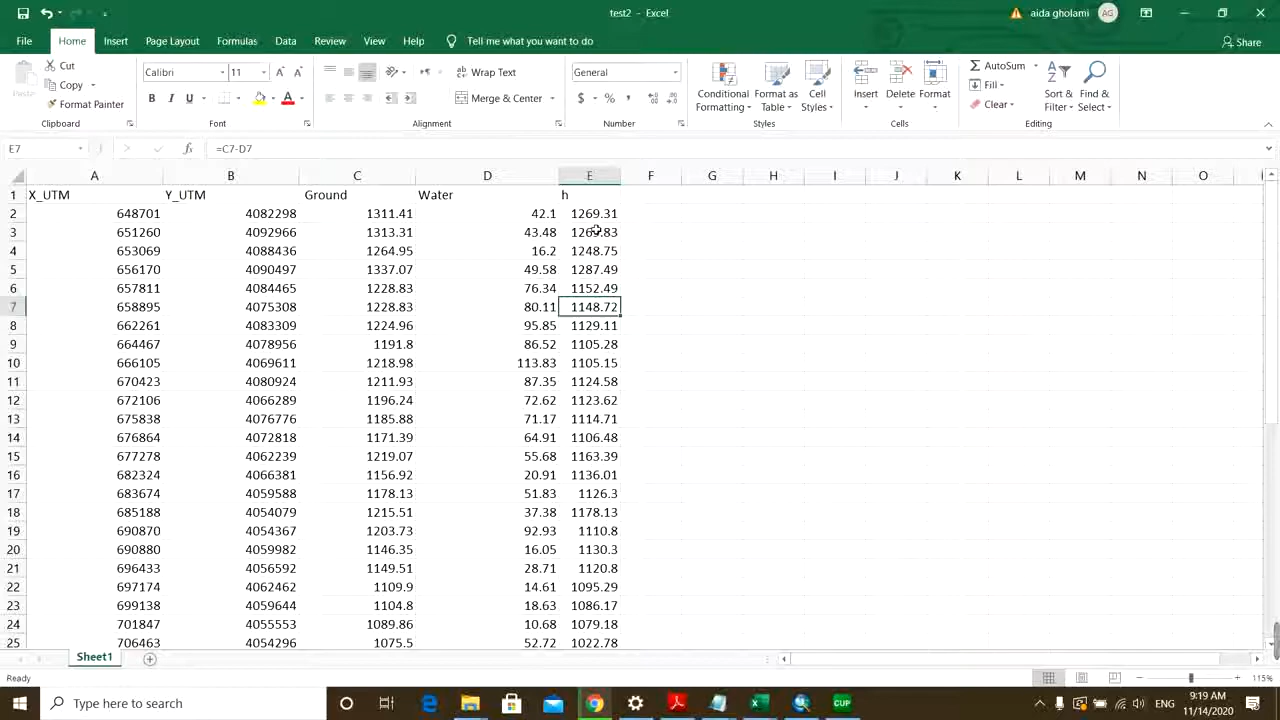 test2 - Excel
aida gholami AG
File Home Insert Page Layout Formulas Data Review View Help Tell me what you want to do Share
Paste
Cut
Copy
Format Painter
Clipboard
Calibri 11
B I U
Font
Wrap Text
Merge & Center
Alignment
General
$ % ,
Number
Conditional Formatting
Format as Table
Cell Styles
Styles
Insert Delete Format
Cells
AutoSum
Fill
Clear
Sort & Filter
Find & Select
Editing
E7 fx =C7-D7
A B C D E F G H I J K L M N O
1 X_UTM Y_UTM Ground Water h
2 648701 4082298 1311.41 42.1 1269.31
3 651260 4092966 1313.31 43.48 1269.83
4 653069 4088436 1264.95 16.2 1248.75
5 656170 4090497 1337.07 49.58 1287.49
6 657811 4084465 1228.83 76.34 1152.49
7 658895 4075308 1228.83 80.11 1148.72
8 662261 4083309 1224.96 95.85 1129.11
9 664467 4078956 1191.8 86.52 1105.28
10 666105 4069611 1218.98 113.83 1105.15
11 670423 4080924 1211.93 87.35 1124.58
12 672106 4066289 1196.24 72.62 1123.62
13 675838 4076776 1185.88 71.17 1114.71
14 676864 4072818 1171.39 64.91 1106.48
15 677278 4062239 1219.07 55.68 1163.39
16 682324 4066381 1156.92 20.91 1136.01
17 683674 4059588 1178.13 51.83 1126.3
18 685188 4054079 1215.51 37.38 1178.13
19 690870 4054367 1203.73 92.93 1110.8
20 690880 4059982 1146.35 16.05 1130.3
21 696433 4056592 1149.51 28.71 1120.8
22 697174 4062462 1109.9 14.61 1095.29
23 699138 4059644 1104.8 18.63 1086.17
24 701847 4055553 1089.86 10.68 1079.18
25 706463 4054296 1075.5 52.72 1022.78
Sheet1
Ready 115%
Type here to search
CUP
ENG
9:19 AM
11/14/2020